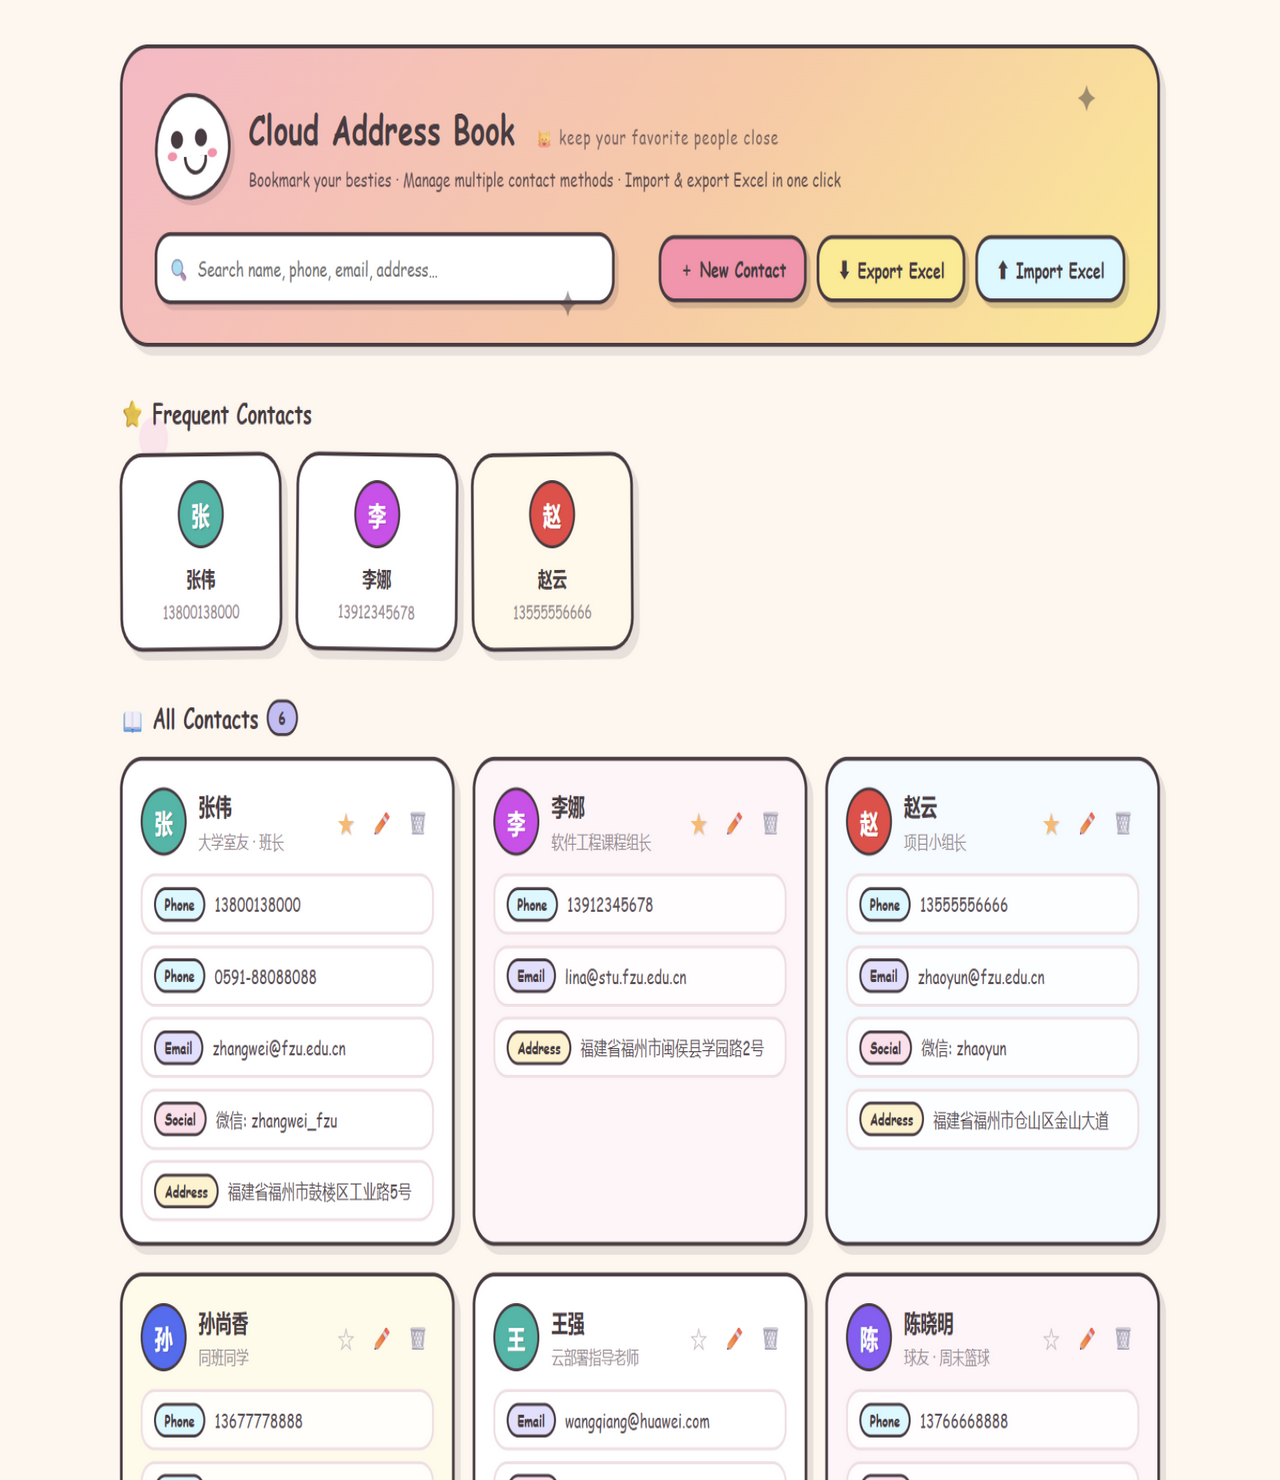 Cloud Address Book
keep your favorite people close
Bookmark your besties · Manage multiple contact methods · Import & export Excel in one click
Search name, phone, email, address...
+ New Contact
⬇ Export Excel
⬆ Import Excel
Frequent Contacts
张
张伟
13800138000
李
李娜
13912345678
赵
赵云
13555556666
All Contacts 6
张
张伟
大学室友 · 班长
Phone 13800138000
Phone 0591-88088088
Email zhangwei@fzu.edu.cn
Social 微信: zhangwei_fzu
Address 福建省福州市鼓楼区工业路5号
李
李娜
软件工程课程组长
Phone 13912345678
Email lina@stu.fzu.edu.cn
Address 福建省福州市闽侯县学园路2号
赵
赵云
项目小组长
Phone 13555556666
Email zhaoyun@fzu.edu.cn
Social 微信: zhaoyun
Address 福建省福州市仓山区金山大道
孙
孙尚香
同班同学
Phone 13677778888
王
王强
云部署指导老师
Email wangqiang@huawei.com
陈
陈晓明
球友 · 周末篮球
Phone 13766668888